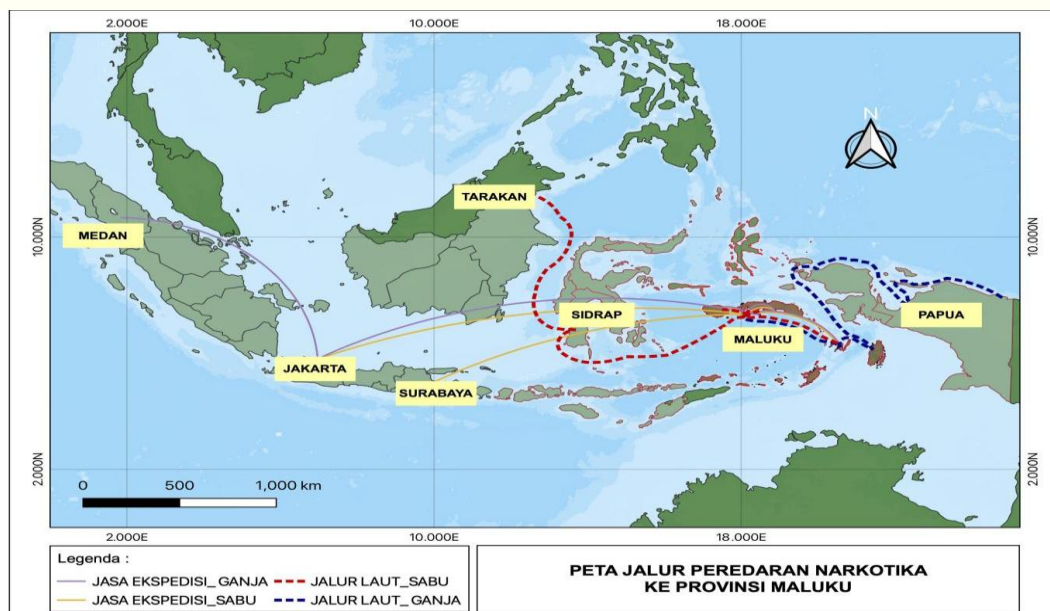 2.000E 10.000E 18.000E
N
TARAKAN
MEDAN
10.000N 10.000N
SIDRAP
PAPUA
MALUKU
JAKARTA
SURABAYA
2.000N 2.000N
0 500 1,000 km
2.000E 10.000E 18.000E
Legenda :
JASA EKSPEDISI_GANJA
JALUR LAUT_SABU
JASA EKSPEDISI_SABU
JALUR LAUT_GANJA
PETA JALUR PEREDARAN NARKOTIKA
KE PROVINSI MALUKU